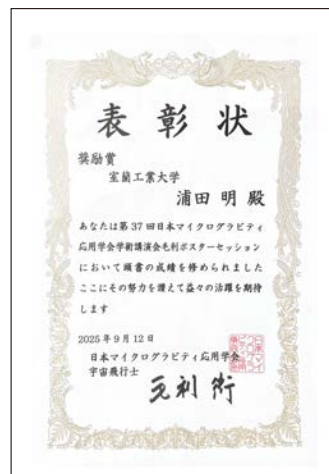 表彰状
奨励賞
室蘭工業大学
浦田 明 殿
あなたは第37回日本マイクログラビティ
応用学会学術講演会毛利ポスターセッション
において頭書の成績を修められました
ここにその努力を讃えて益々の活躍を期待
します
2025年9月12日
日本マイクログラビティ応用学会
宇宙飛行士
毛利 衛